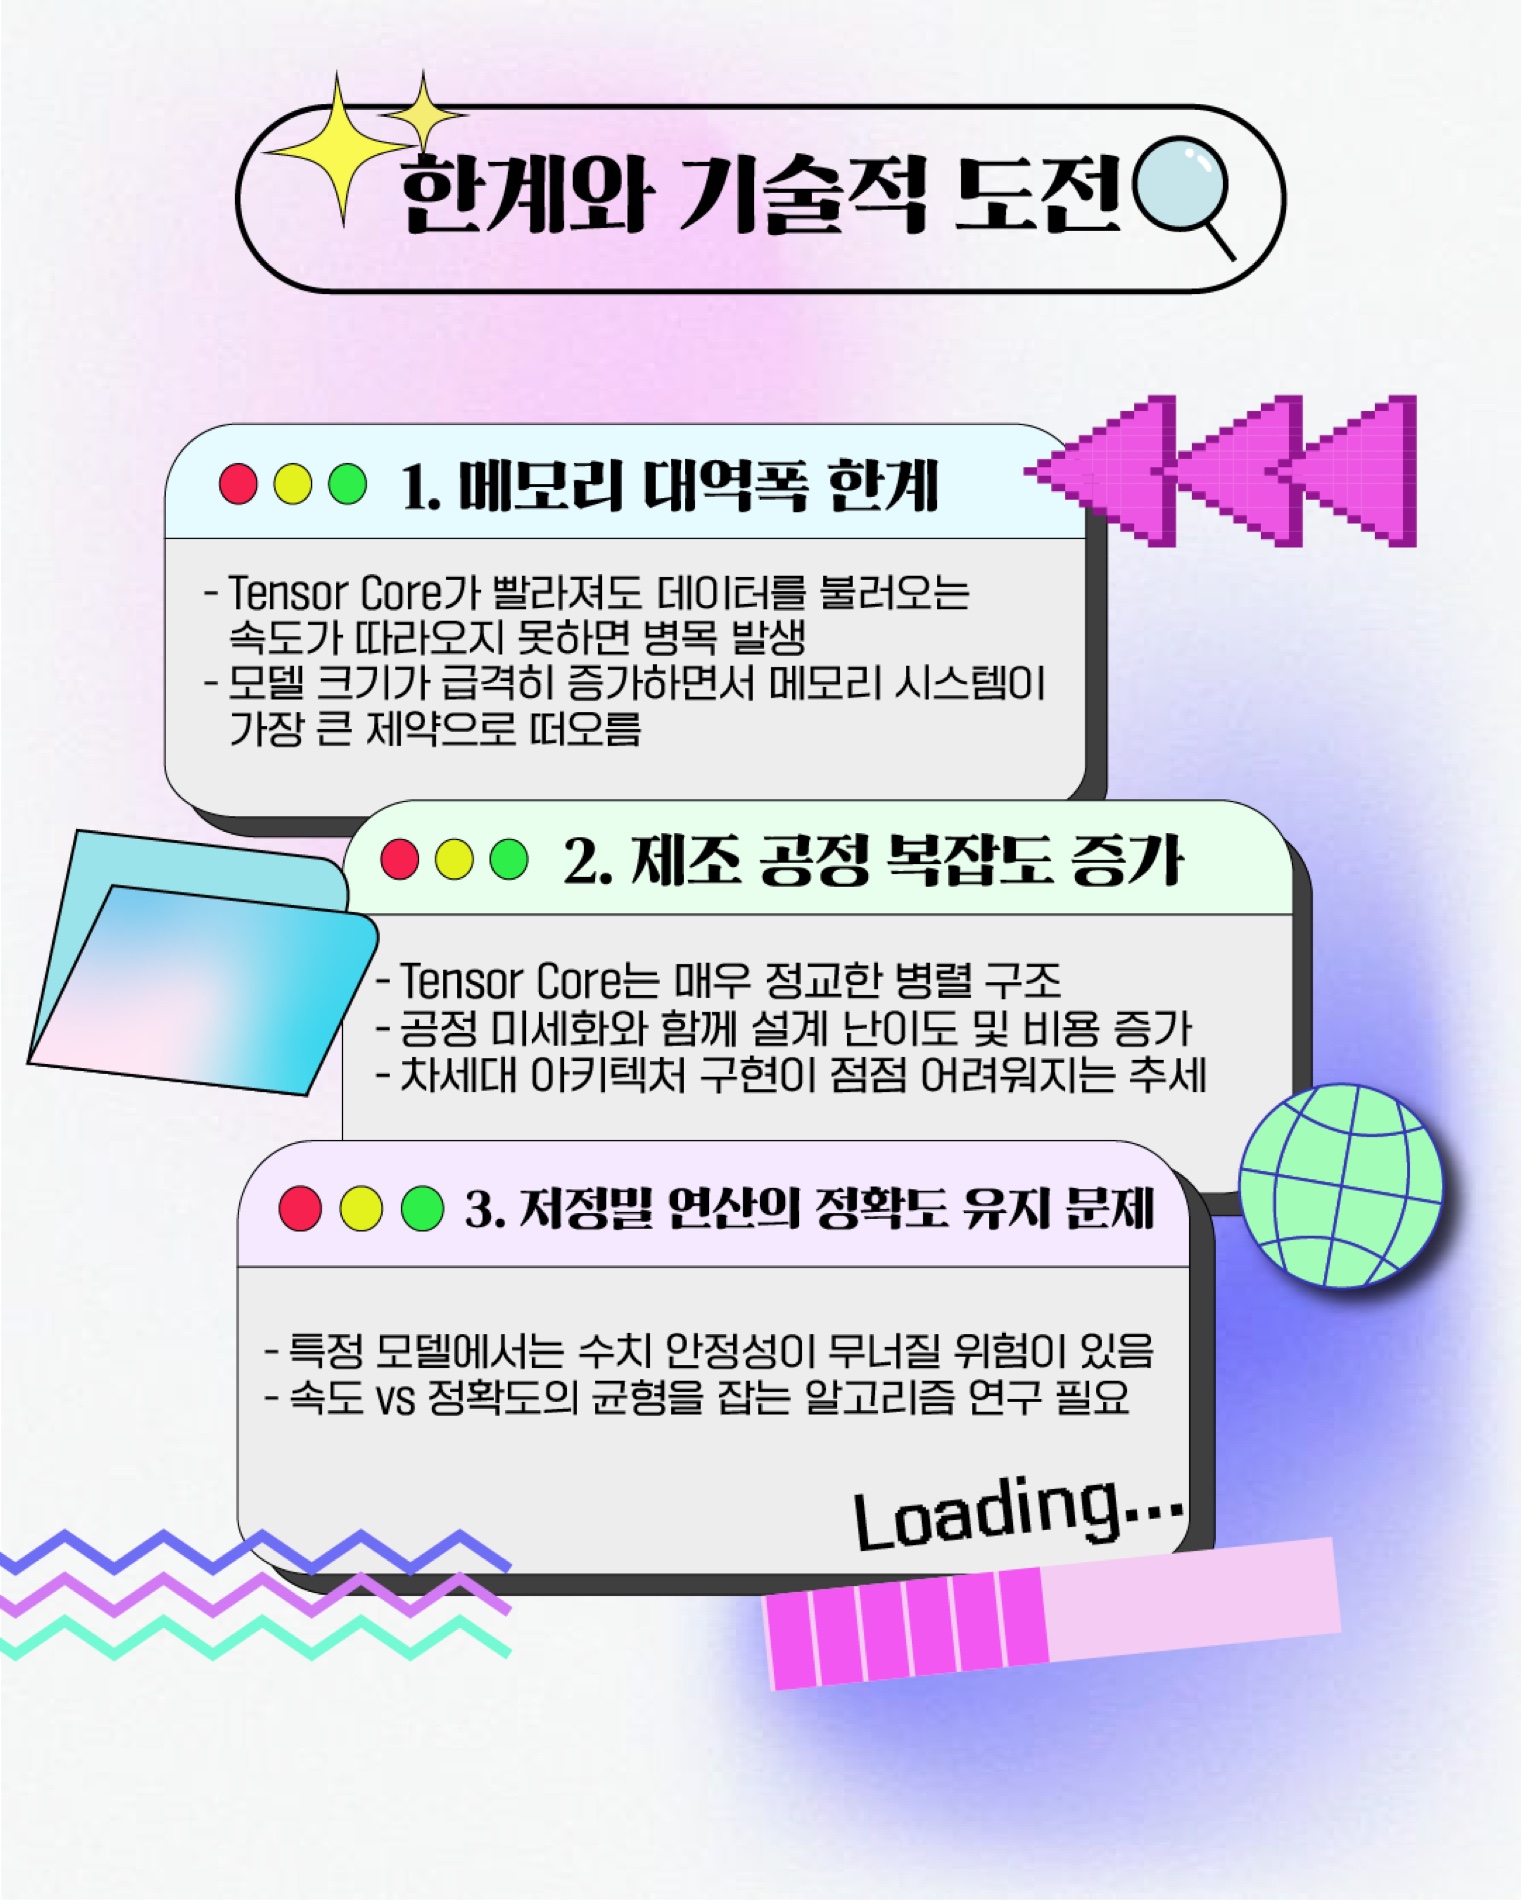 한계와 기술적 도전
1. 메모리 대역폭 한계
- Tensor Core가 빨라져도 데이터를 불러오는
속도가 따라오지 못하면 병목 발생
- 모델 크기가 급격히 증가하면서 메모리 시스템이
가장 큰 제약으로 떠오름
2. 제조 공정 복잡도 증가
- Tensor Core는 매우 정교한 병렬 구조
- 공정 미세화와 함께 설계 난이도 및 비용 증가
- 차세대 아키텍처 구현이 점점 어려워지는 추세
3. 저정밀 연산의 정확도 유지 문제
- 특정 모델에서는 수치 안정성이 무너질 위험이 있음
- 속도 vs 정확도의 균형을 잡는 알고리즘 연구 필요
Loading...